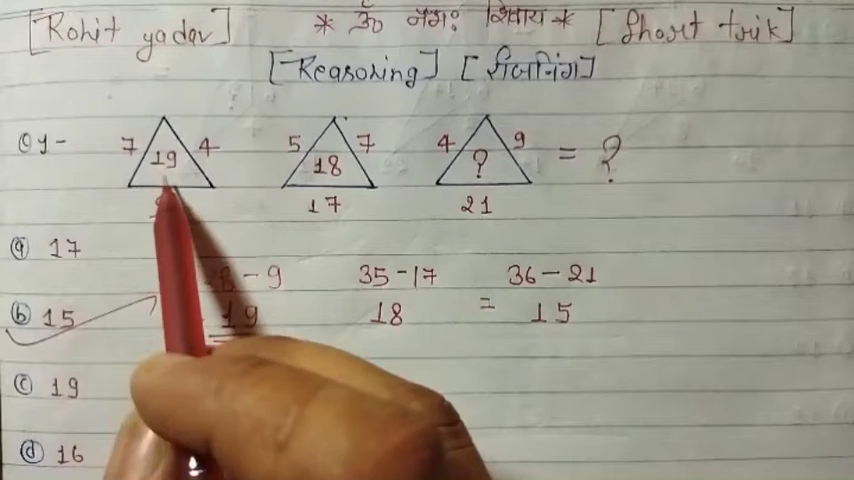 [Rohit yadav] * ॐ नमः शिवाय * [Short trik]
[Reasoning] [रीजनिंग]
Q1- 7 19 4 5 18 7 4 ? 9 = ?
17 21
(a) 17
8-9 35-17 36-21
(b) 15 19 18 = 15
(c) 19
(d) 16